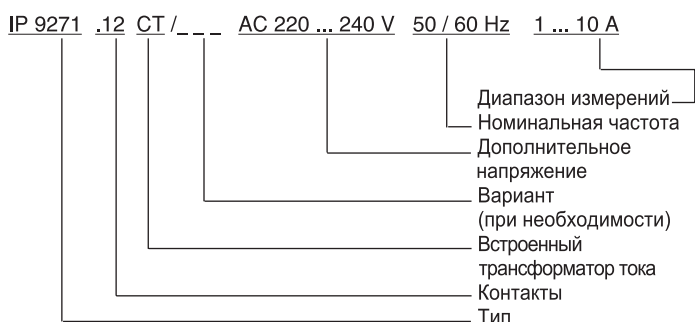 IP 9271 .12 CT /_ _ _ AC 220 ... 240 V 50 / 60 Hz 1 ... 10 A
Диапазон измерений
Номинальная частота
Дополнительное
напряжение
Вариант
(при необходимости)
Встроенный
трансформатор тока
Контакты
Тип